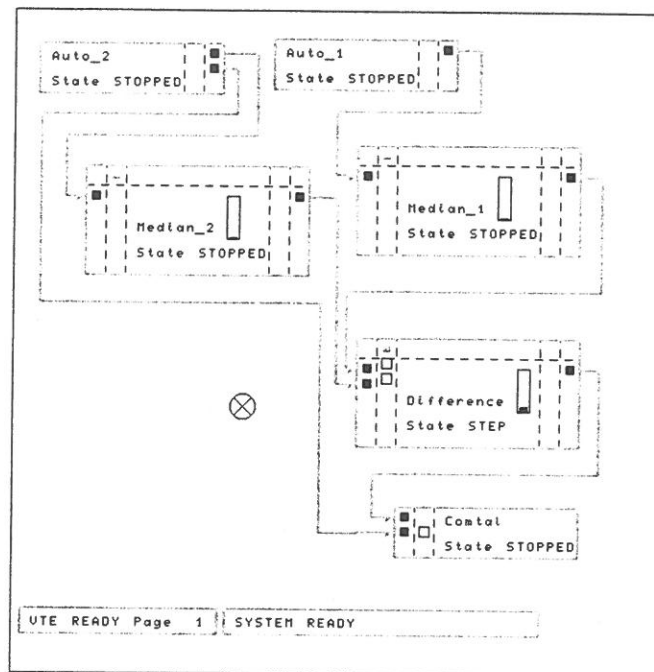 Auto_2
State STOPPED
Auto_1
State STOPPED
Median_2
State STOPPED
Median_1
State STOPPED
Difference
State STEP
Comtal
State STOPPED
VTE READY Page 1
SYSTEM READY